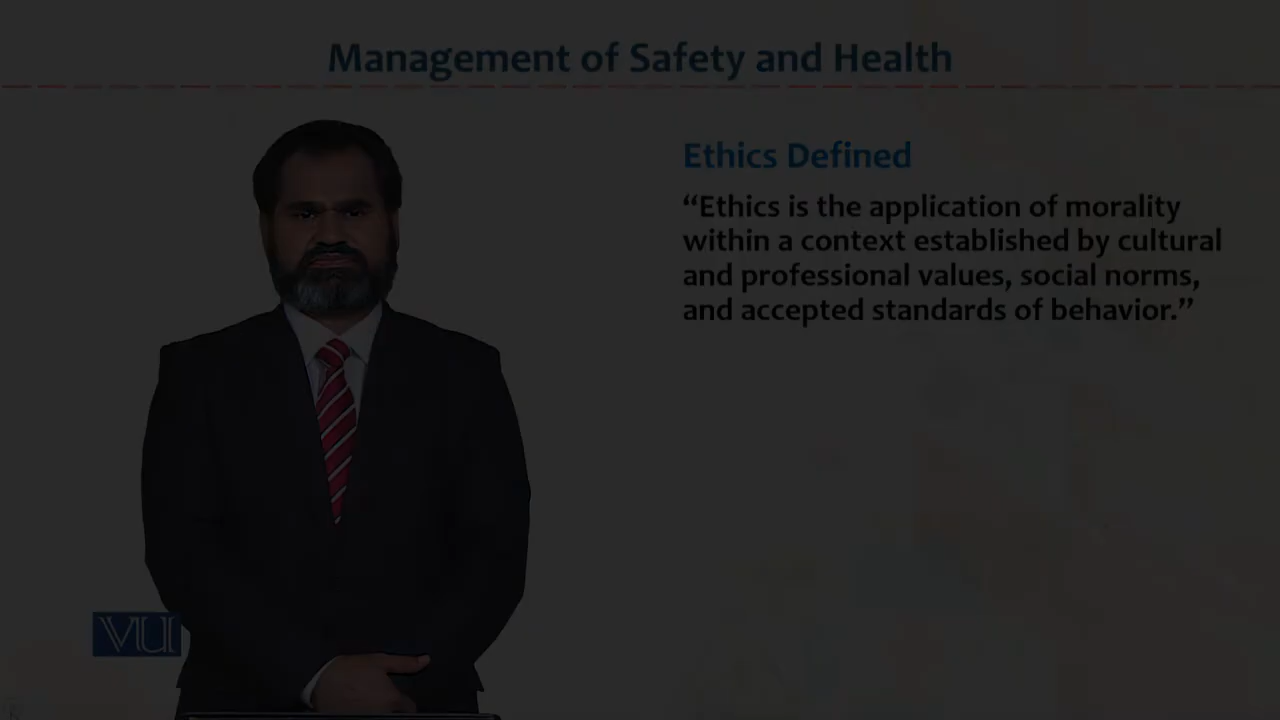 Management of Safety and Health
Ethics Defined
“Ethics is the application of morality
within a context established by cultural
and professional values, social norms,
and accepted standards of behavior.”
VU